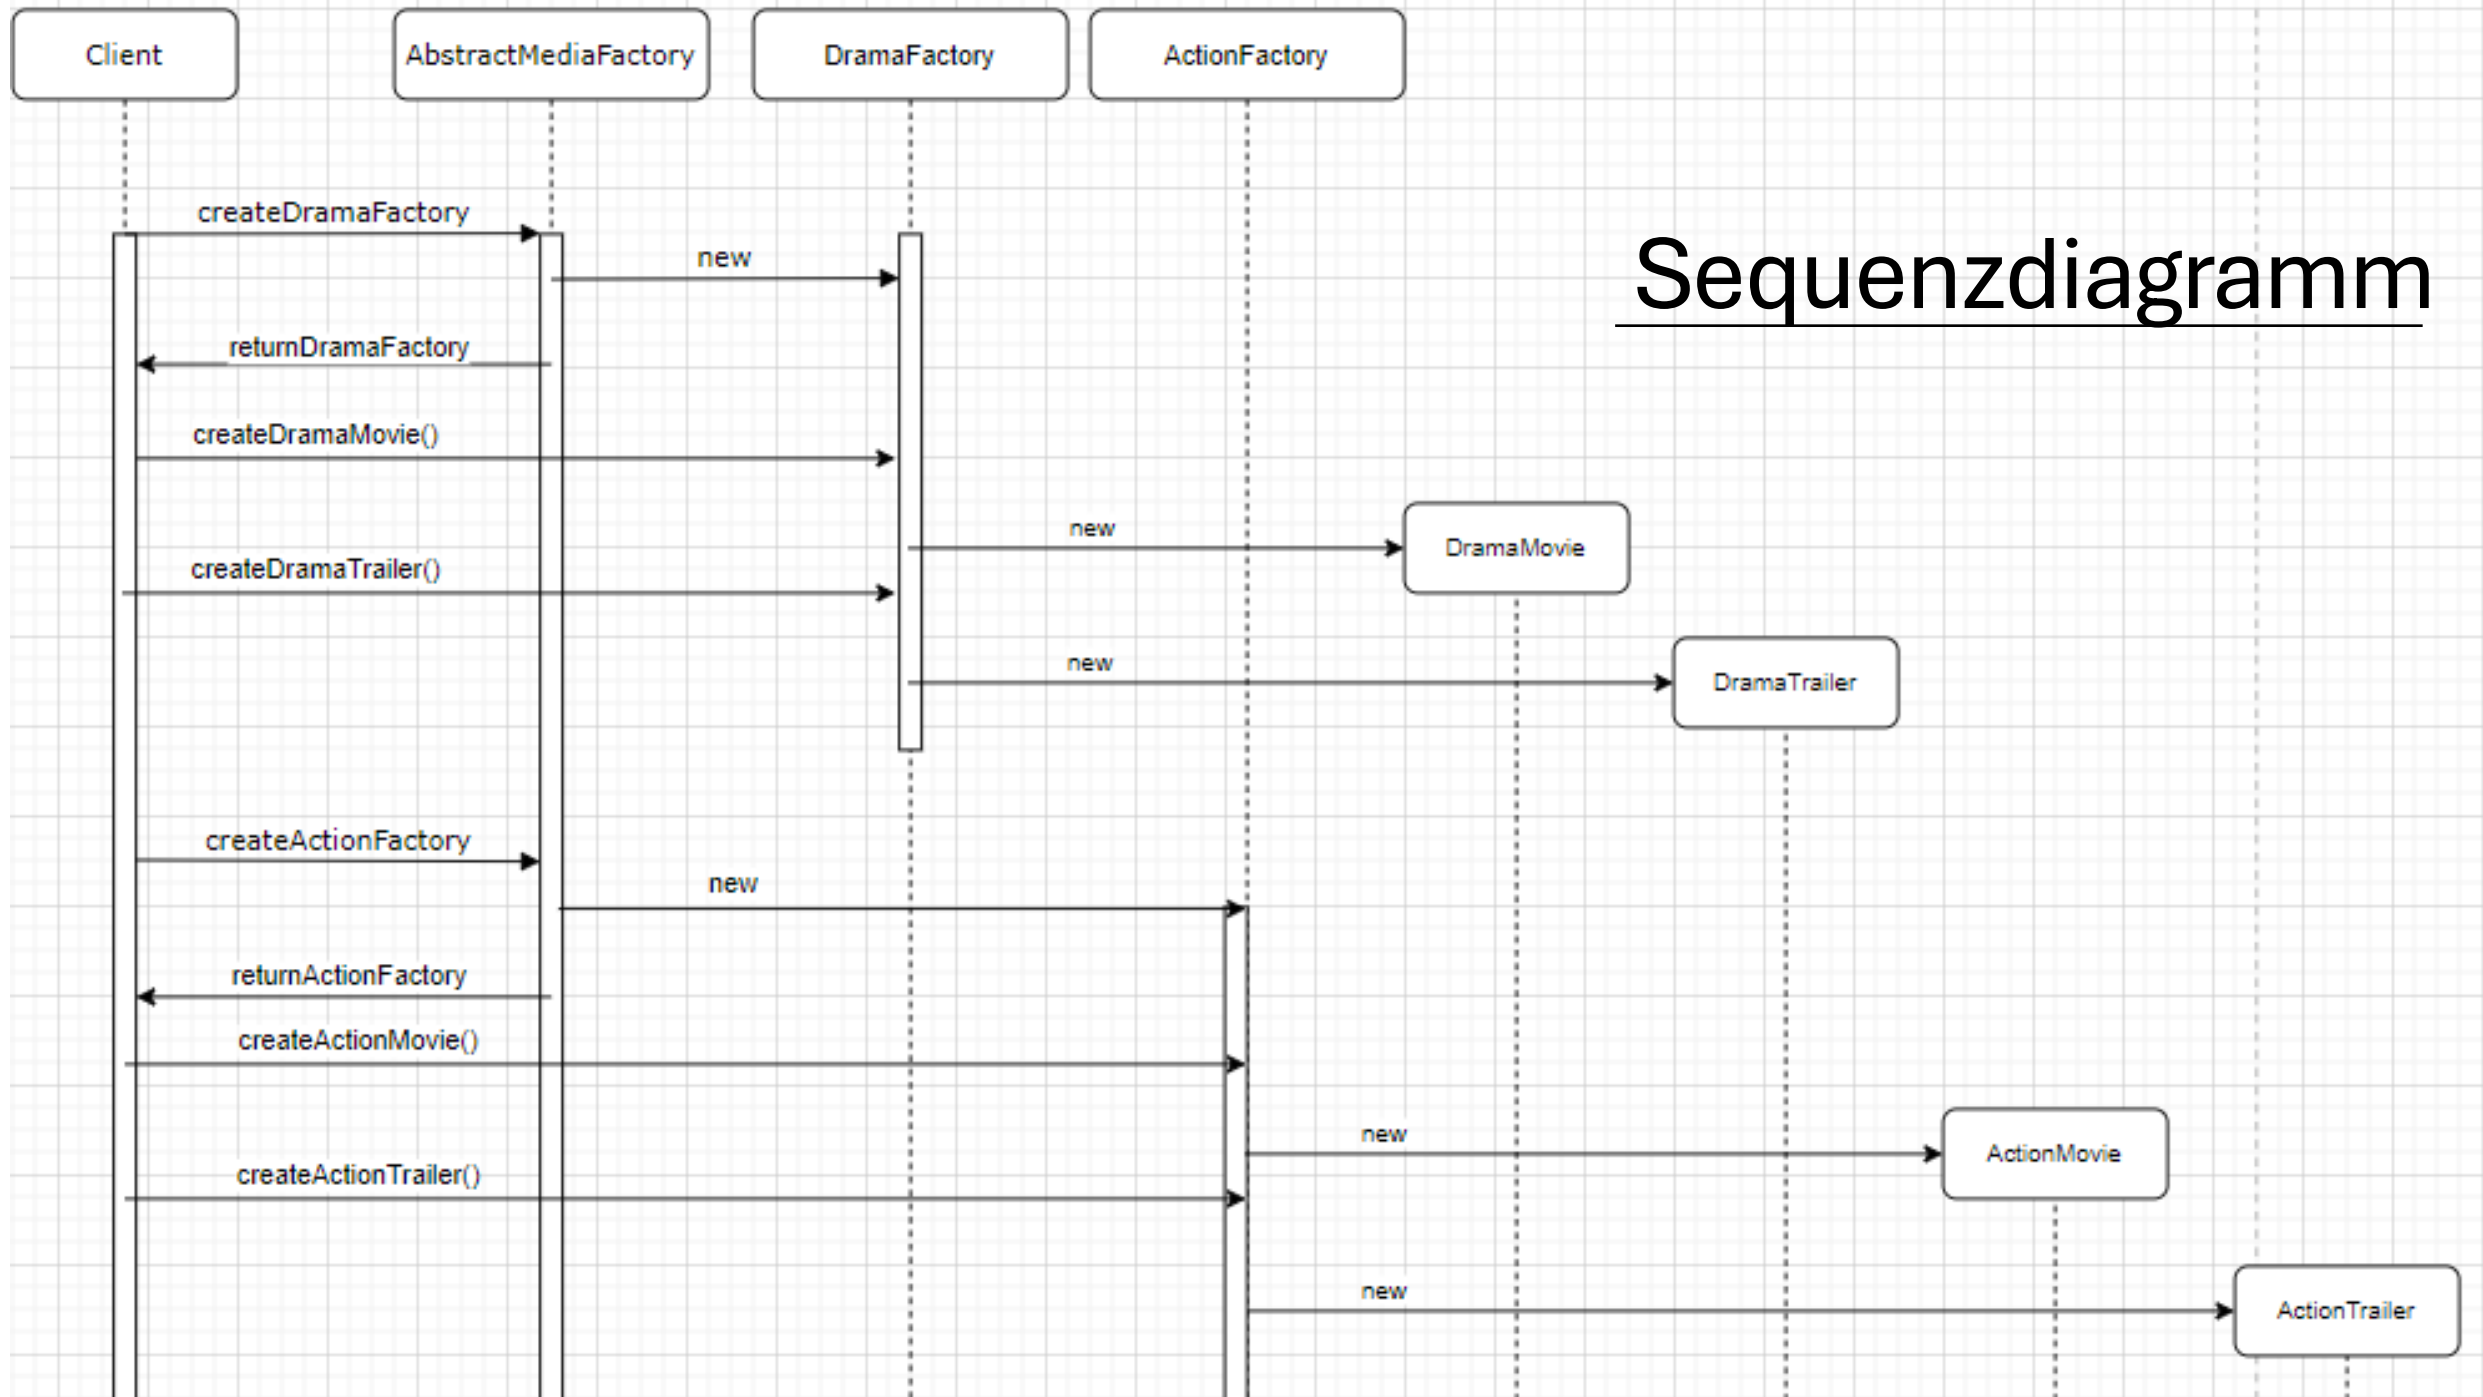 Client
AbstractMediaFactory
DramaFactory
ActionFactory
createDramaFactory
new
Sequenzdiagramm
returnDramaFactory
createDramaMovie()
new
DramaMovie
createDramaTrailer()
new
DramaTrailer
createActionFactory
new
returnActionFactory
createActionMovie()
new
ActionMovie
createActionTrailer()
new
ActionTrailer